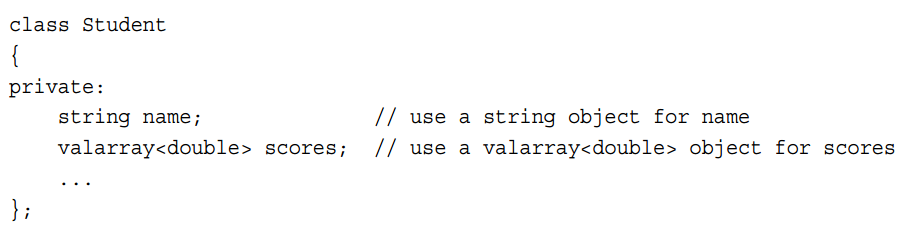 class Student
{
private:
    string name;              // use a string object for name
    valarray<double> scores;  // use a valarray<double> object for scores
    ...
};